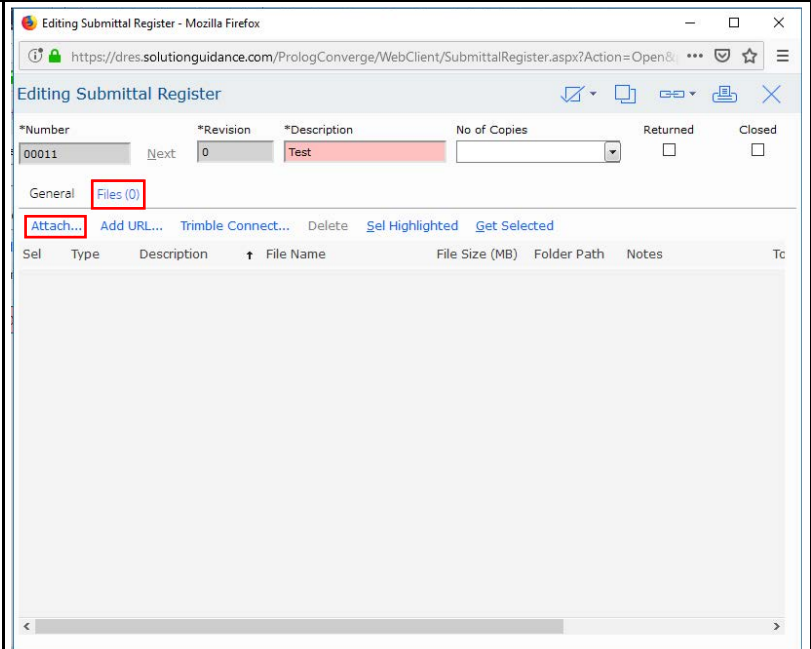 Editing Submittal Register - Mozilla Firefox
https://dres.solutionguidance.com/PrologConverge/WebClient/SubmittalRegister.aspx?Action=Open&
Editing Submittal Register
*Number *Revision *Description No of Copies Returned Closed
00011 Next 0 Test
General Files (0)
Attach... Add URL... Trimble Connect... Delete Sel Highlighted Get Selected
Sel Type Description File Name File Size (MB) Folder Path Notes To